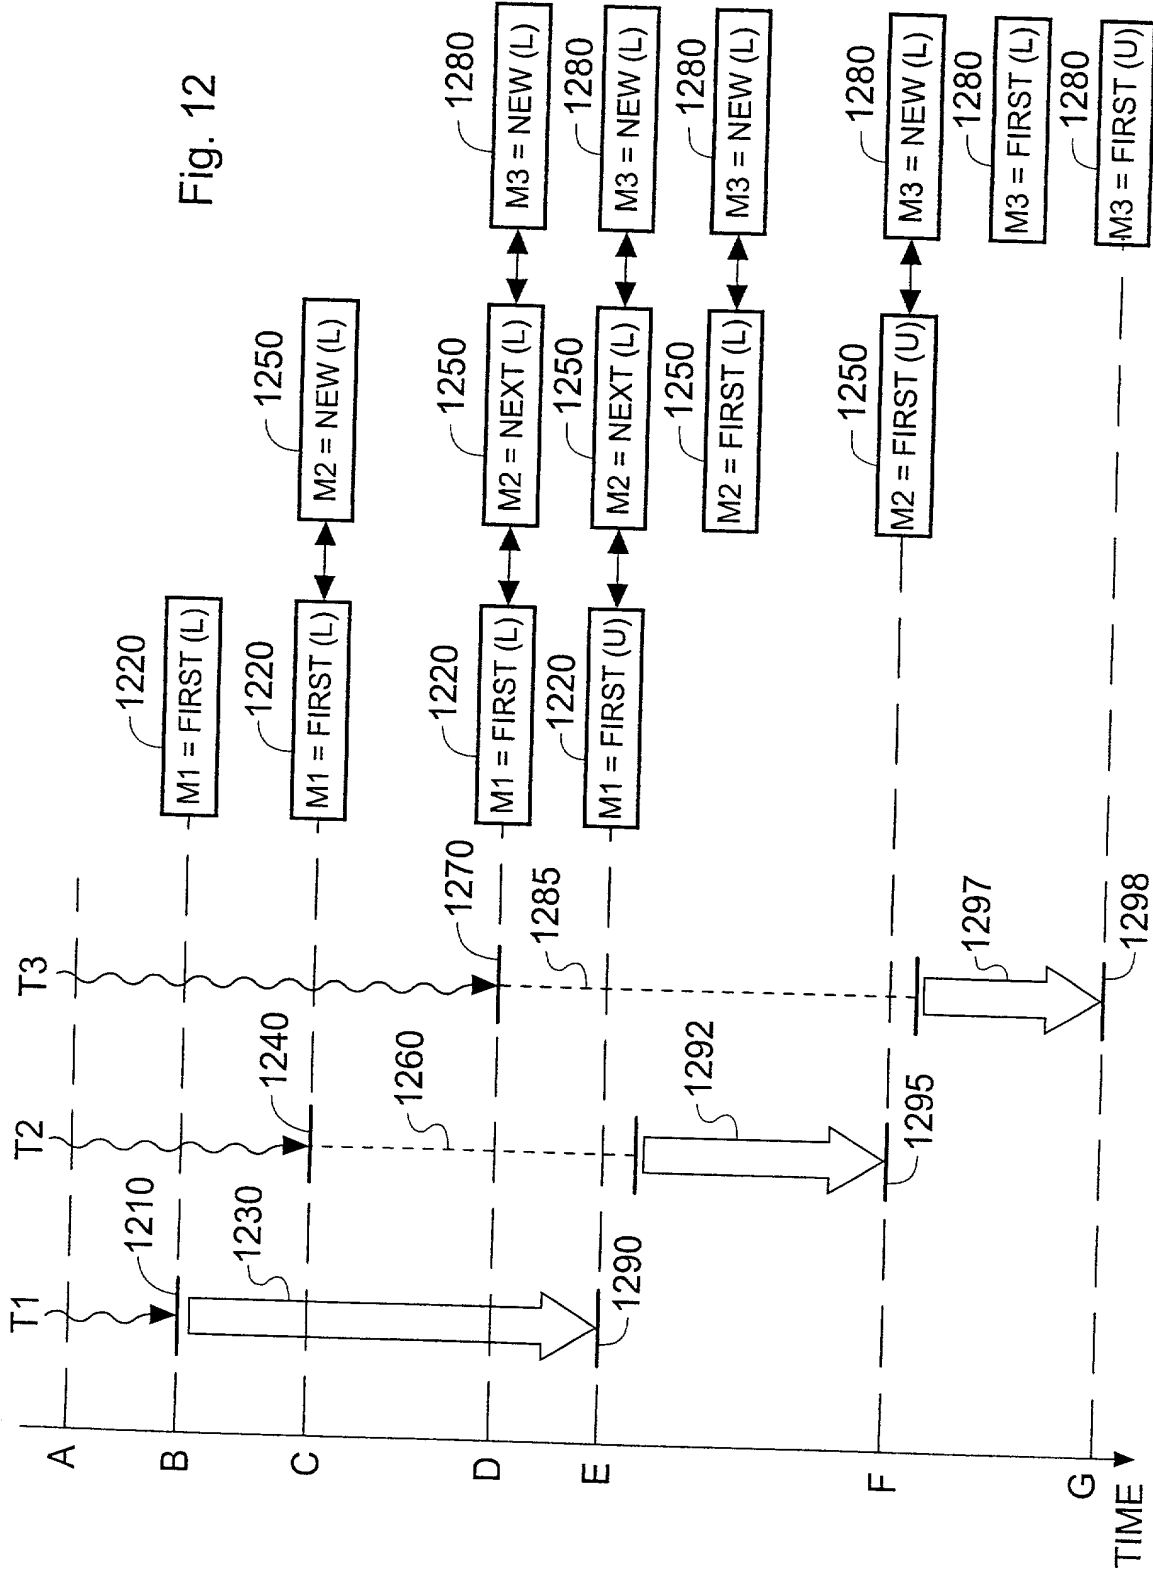 Fig. 12
T1
T2
T3
A
B
1210
1220
M1 = FIRST (L)
1230
C
1240
1220
M1 = FIRST (L)
1250
M2 = NEW (L)
1260
D
1270
1220
M1 = FIRST (L)
1250
M2 = NEXT (L)
1280
M3 = NEW (L)
1285
E
1290
1220
M1 = FIRST (U)
1250
M2 = NEXT (L)
1280
M3 = NEW (L)
1292
1250
M2 = FIRST (L)
1280
M3 = NEW (L)
F
1295
1250
M2 = FIRST (U)
1280
M3 = NEW (L)
1297
1280
M3 = FIRST (L)
G
1298
1280
M3 = FIRST (U)
TIME